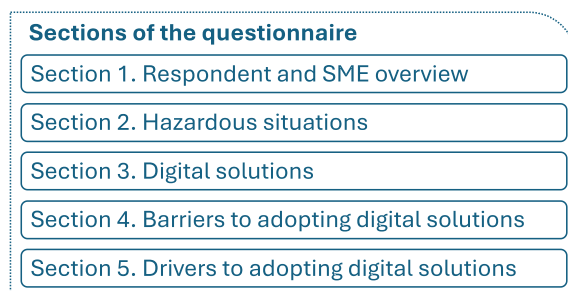 Sections of the questionnaire
Section 1. Respondent and SME overview
Section 2. Hazardous situations
Section 3. Digital solutions
Section 4. Barriers to adopting digital solutions
Section 5. Drivers to adopting digital solutions